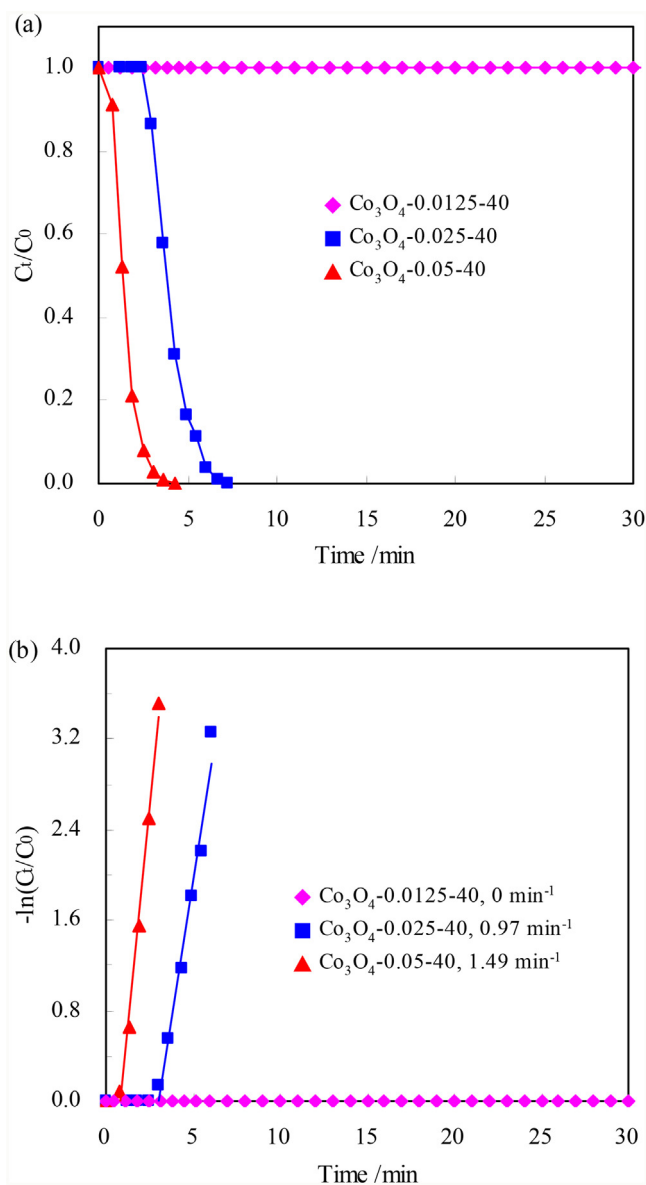 (a)
1.0
0.8
0.6
0.4
0.2
0.0
Ct/C0
Co3O4-0.0125-40
Co3O4-0.025-40
Co3O4-0.05-40
0 5 10 15 20 25 30
Time /min
(b)
4.0
3.2
2.4
1.6
0.8
0.0
-ln(Ct/C0)
Co3O4-0.0125-40, 0 min-1
Co3O4-0.025-40, 0.97 min-1
Co3O4-0.05-40, 1.49 min-1
0 5 10 15 20 25 30
Time /min